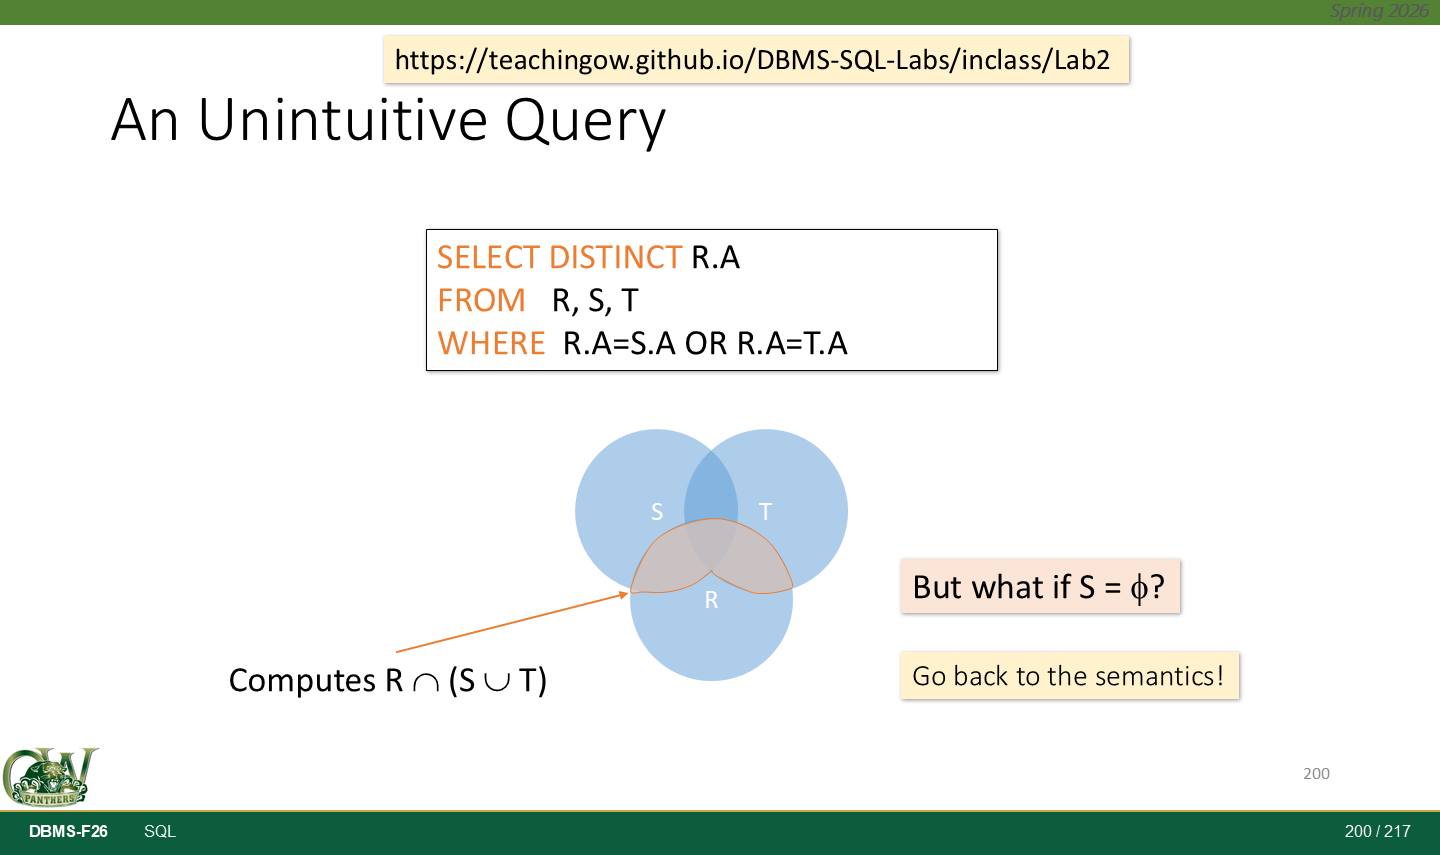 Spring 2026
https://teachingow.github.io/DBMS-SQL-Labs/inclass/Lab2
An Unintuitive Query
SELECT DISTINCT R.A
FROM R, S, T
WHERE R.A=S.A OR R.A=T.A
S
T
R
But what if S = ϕ?
Computes R ∩ (S ∪ T)
Go back to the semantics!
OW
PANTHERS
200
DBMS-F26
SQL
200 / 217